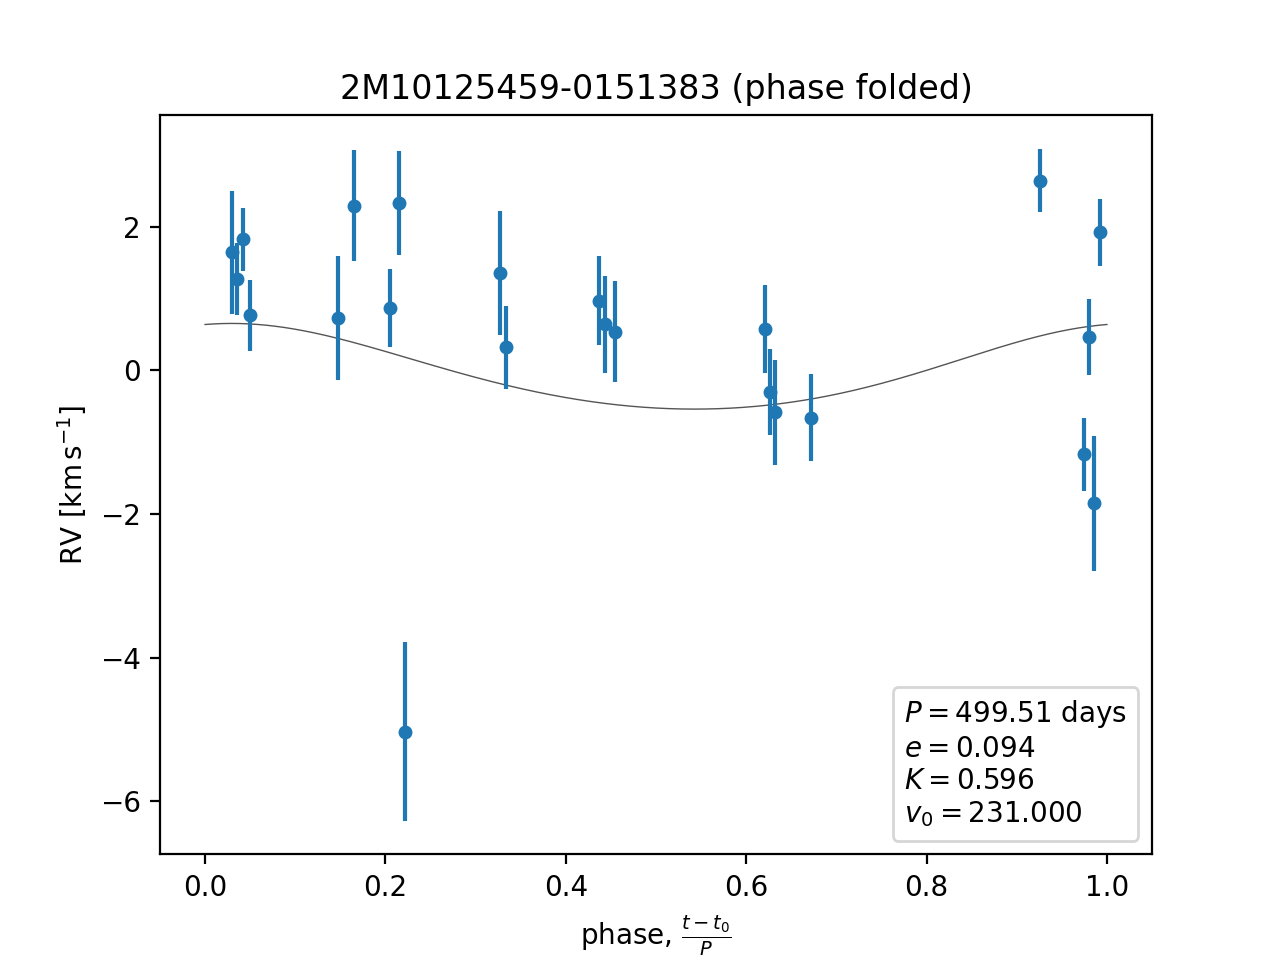 2M10125459-0151383 (phase folded)
RV [km s⁻¹]
2
0
−2
−4
−6
P = 499.51 days
e = 0.094
K = 0.596
v₀ = 231.000
0.0 0.2 0.4 0.6 0.8 1.0
phase, (t − t₀)/P